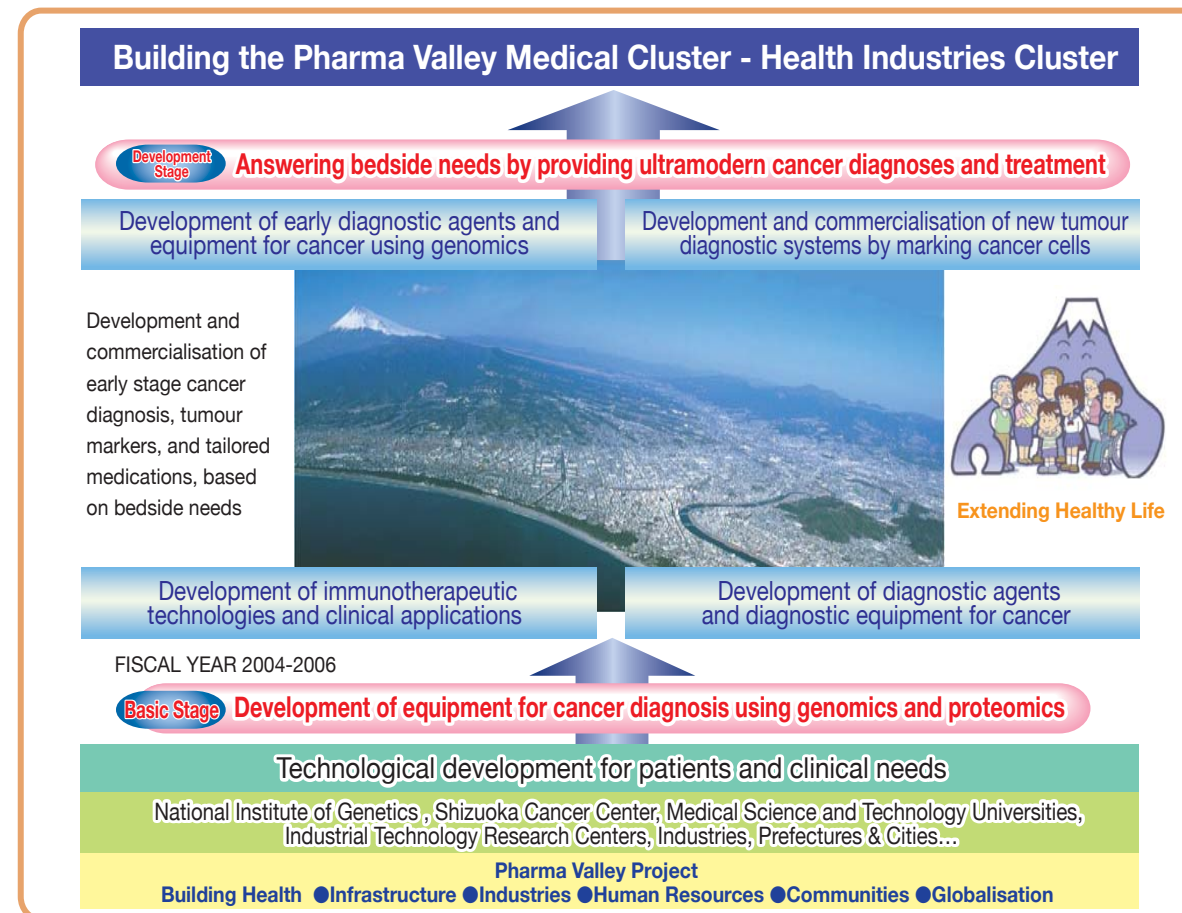 Building the Pharma Valley Medical Cluster - Health Industries Cluster
Development
Stage
Answering bedside needs by providing ultramodern cancer diagnoses and treatment
Development of early diagnostic agents and
equipment for cancer using genomics
Development and commercialisation of new tumour
diagnostic systems by marking cancer cells
Development and
commercialisation of
early stage cancer
diagnosis, tumour
markers, and tailored
medications, based
on bedside needs
Extending Healthy Life
Development of immunotherapeutic
technologies and clinical applications
Development of diagnostic agents
and diagnostic equipment for cancer
FISCAL YEAR 2004-2006
Basic Stage
Development of equipment for cancer diagnosis using genomics and proteomics
Technological development for patients and clinical needs
National Institute of Genetics , Shizuoka Cancer Center, Medical Science and Technology Universities,
Industrial Technology Research Centers, Industries, Prefectures & Cities…
Pharma Valley Project
Building Health ●Infrastructure ●Industries ●Human Resources ●Communities ●Globalisation